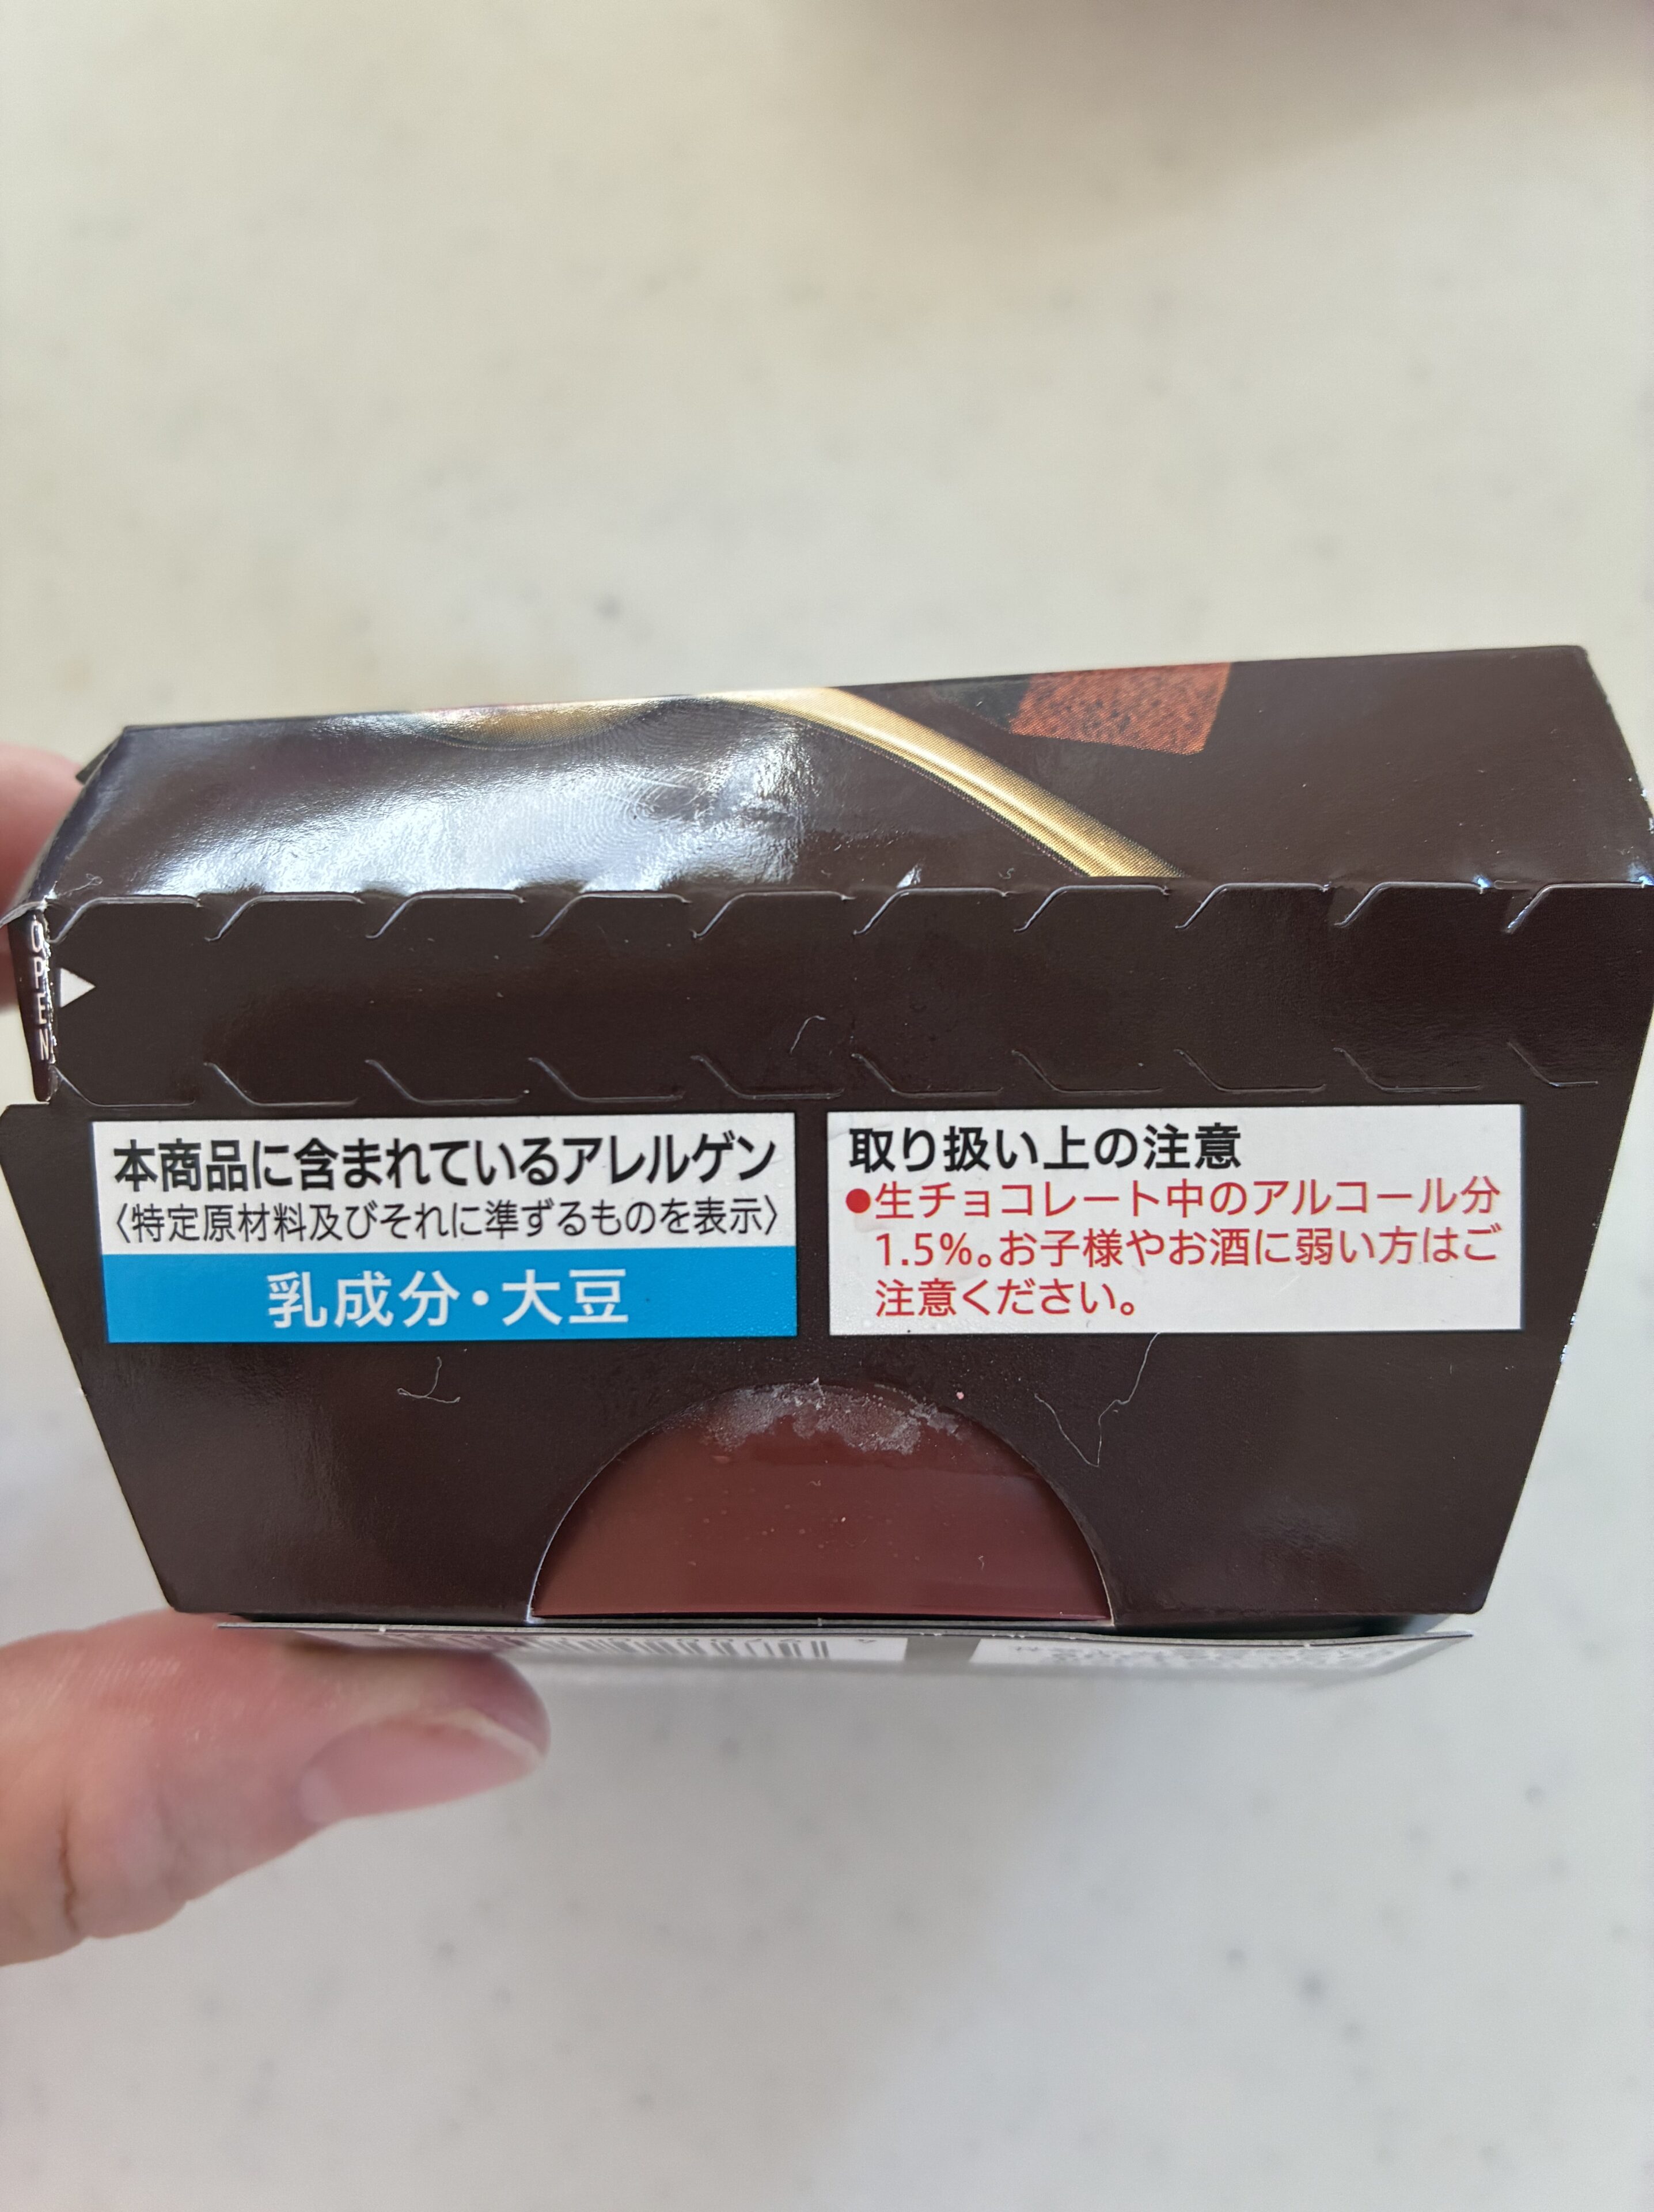 OPEN
本商品に含まれているアレルゲン
〈特定原材料及びそれに準ずるものを表示〉
乳成分・大豆
取り扱い上の注意
●生チョコレート中のアルコール分
1.5%。お子様やお酒に弱い方はご
注意ください。